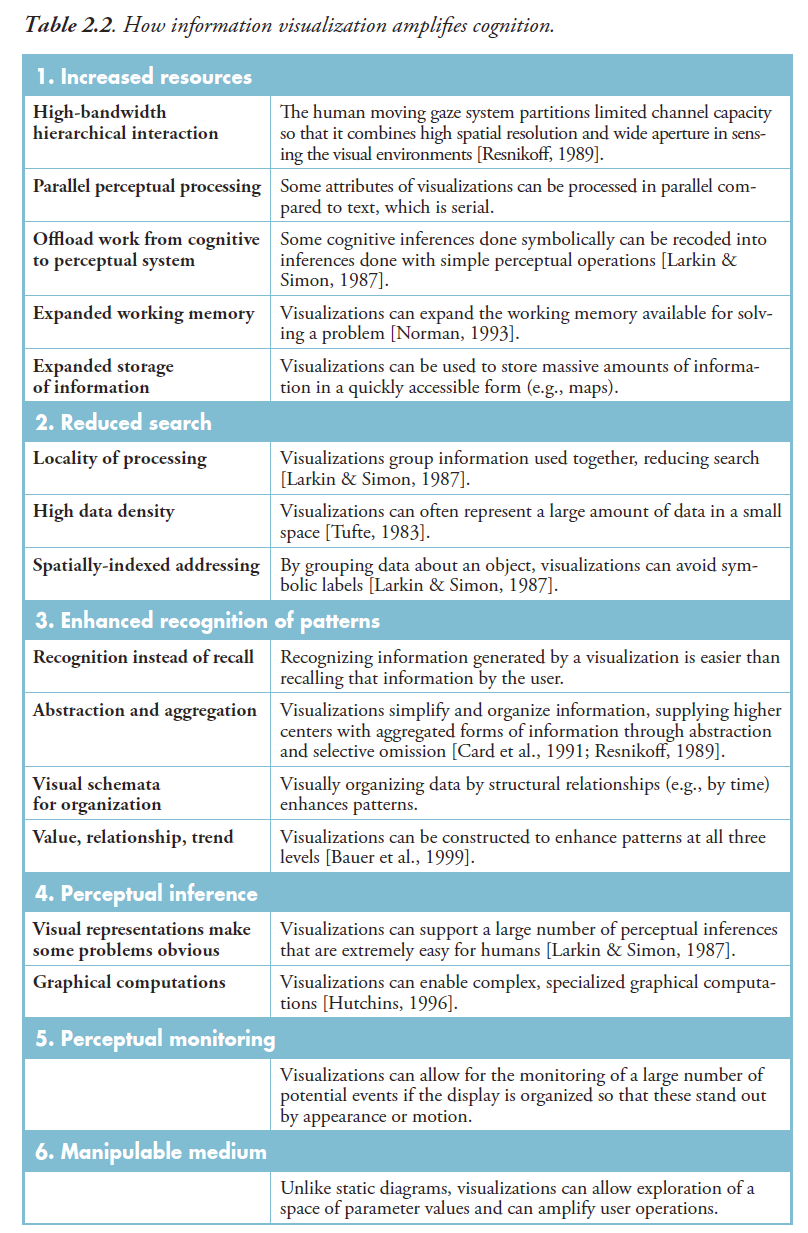 Table 2.2. How information visualization amplifies cognition.
1. Increased resources
High-bandwidth
hierarchical interaction
The human moving gaze system partitions limited channel capacity
so that it combines high spatial resolution and wide aperture in sens-
ing the visual environments [Resnikoff, 1989].
Parallel perceptual processing
Some attributes of visualizations can be processed in parallel com-
pared to text, which is serial.
Offload work from cognitive
to perceptual system
Some cognitive inferences done symbolically can be recoded into
inferences done with simple perceptual operations [Larkin &
Simon, 1987].
Expanded working memory
Visualizations can expand the working memory available for solv-
ing a problem [Norman, 1993].
Expanded storage
of information
Visualizations can be used to store massive amounts of informa-
tion in a quickly accessible form (e.g., maps).
2. Reduced search
Locality of processing
Visualizations group information used together, reducing search
[Larkin & Simon, 1987].
High data density
Visualizations can often represent a large amount of data in a small
space [Tufte, 1983].
Spatially-indexed addressing
By grouping data about an object, visualizations can avoid sym-
bolic labels [Larkin & Simon, 1987].
3. Enhanced recognition of patterns
Recognition instead of recall
Recognizing information generated by a visualization is easier than
recalling that information by the user.
Abstraction and aggregation
Visualizations simplify and organize information, supplying higher
centers with aggregated forms of information through abstraction
and selective omission [Card et al., 1991; Resnikoff, 1989].
Visual schemata
for organization
Visually organizing data by structural relationships (e.g., by time)
enhances patterns.
Value, relationship, trend
Visualizations can be constructed to enhance patterns at all three
levels [Bauer et al., 1999].
4. Perceptual inference
Visual representations make
some problems obvious
Visualizations can support a large number of perceptual inferences
that are extremely easy for humans [Larkin & Simon, 1987].
Graphical computations
Visualizations can enable complex, specialized graphical computa-
tions [Hutchins, 1996].
5. Perceptual monitoring
Visualizations can allow for the monitoring of a large number of
potential events if the display is organized so that these stand out
by appearance or motion.
6. Manipulable medium
Unlike static diagrams, visualizations can allow exploration of a
space of parameter values and can amplify user operations.